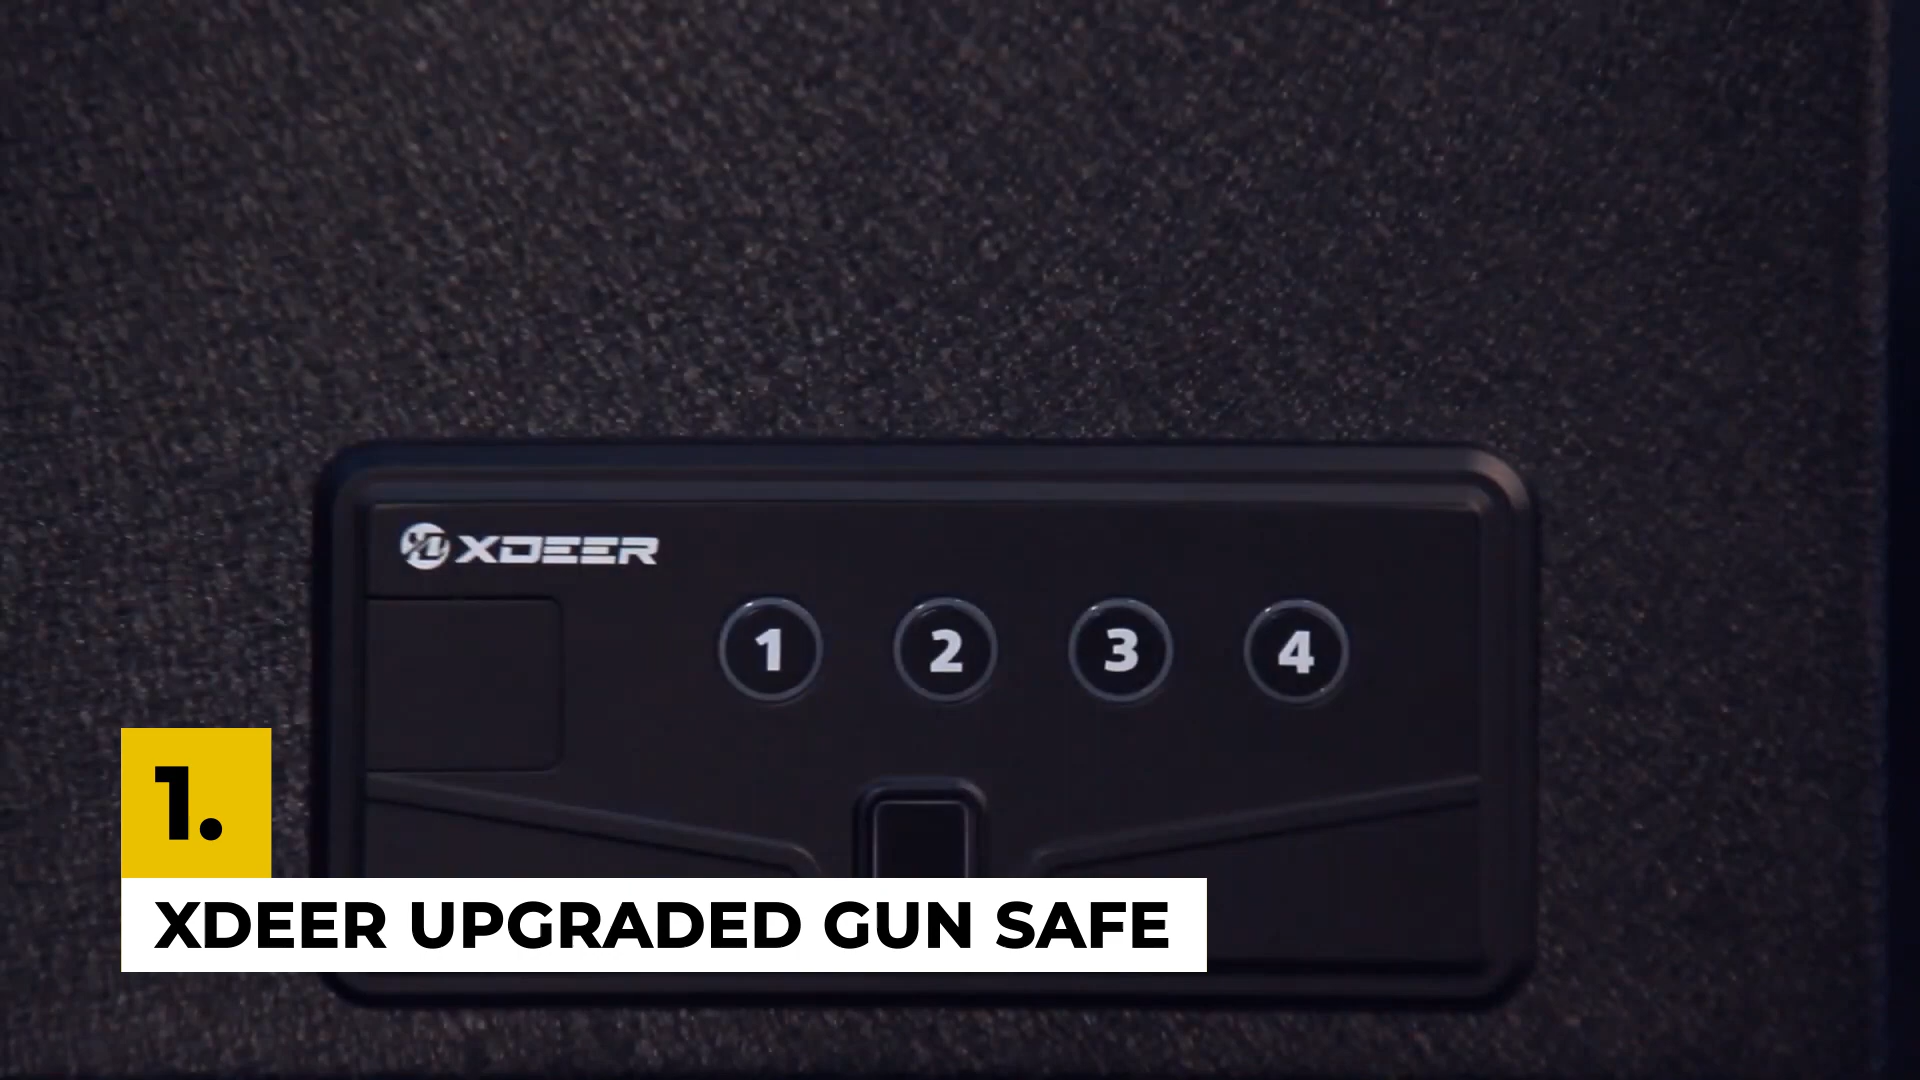 XDEER
1 2 3 4
1.
XDEER UPGRADED GUN SAFE